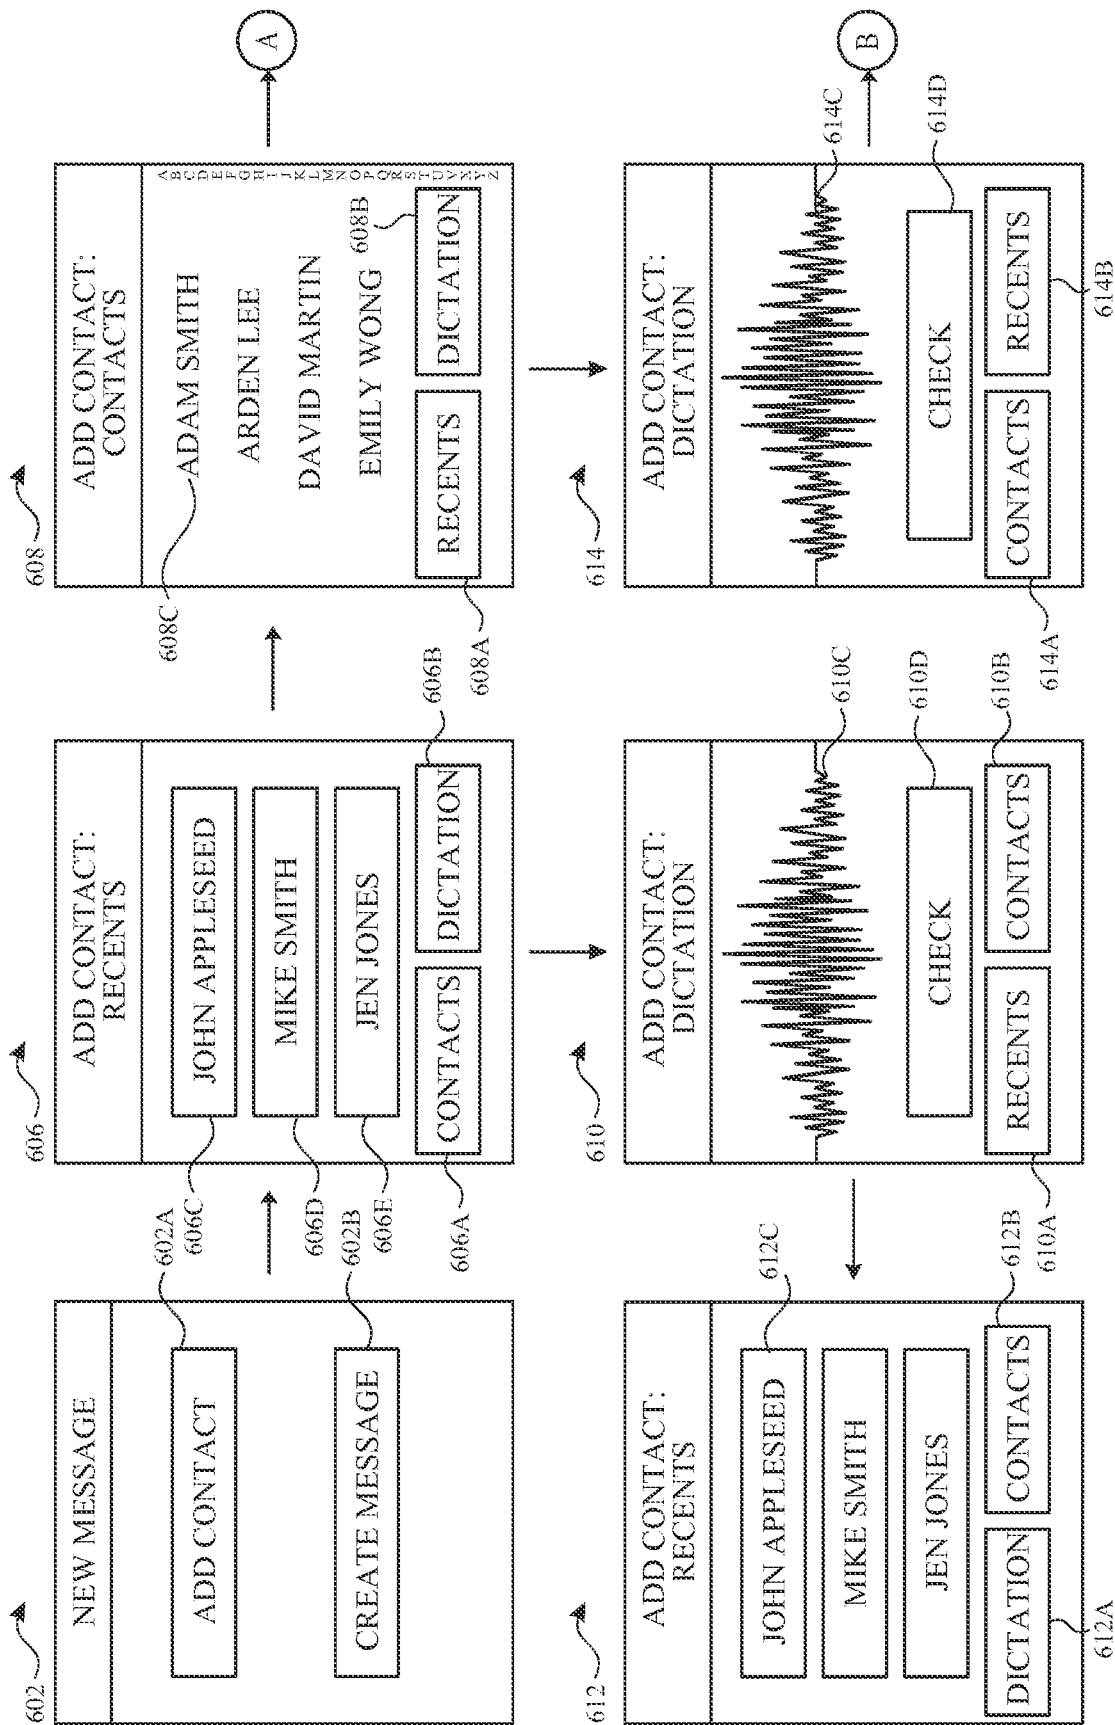 602
NEW MESSAGE
ADD CONTACT
602A
CREATE MESSAGE
602B
606
ADD CONTACT:
RECENTS
606C
JOHN APPLESEED
606D
MIKE SMITH
606E
JEN JONES
606A
CONTACTS
DICTATION
606B
608
ADD CONTACT:
CONTACTS
608C
ADAM SMITH
ARDEN LEE
DAVID MARTIN
EMILY WONG
A
B
C
D
E
F
G
H
I
J
K
L
M
N
O
P
Q
R
S
T
U
V
X
Y
Z
608A
RECENTS
DICTATION
608B
A
612
ADD CONTACT:
RECENTS
JOHN APPLESEED
612C
MIKE SMITH
JEN JONES
DICTATION
612A
CONTACTS
612B
610
ADD CONTACT:
DICTATION
610C
CHECK
610D
RECENTS
610A
CONTACTS
610B
614
ADD CONTACT:
DICTATION
614C
CHECK
614D
CONTACTS
614A
RECENTS
614B
B